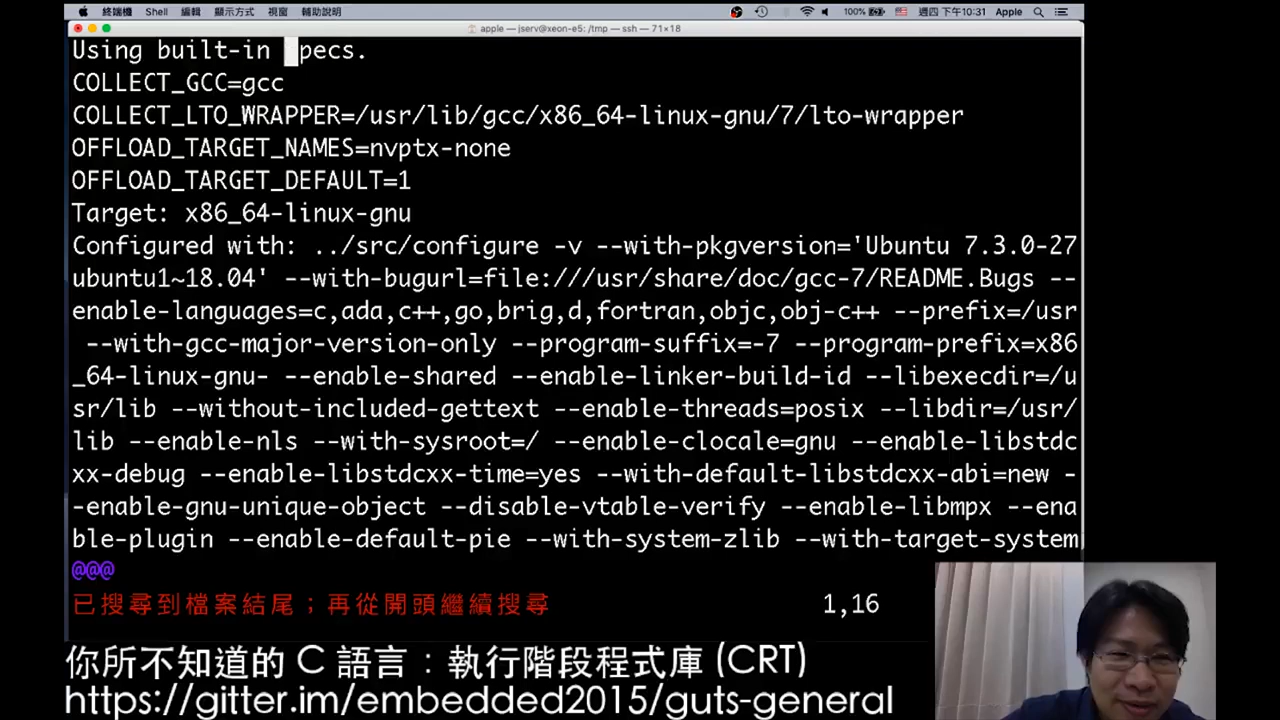 終端機 Shell 編輯 顯示方式 視窗 輔助說明 100% 週四 下午10:31 Apple
apple — jserv@xeon-e5: /tmp — ssh — 71×18
Using built-in specs.
COLLECT_GCC=gcc
COLLECT_LTO_WRAPPER=/usr/lib/gcc/x86_64-linux-gnu/7/lto-wrapper
OFFLOAD_TARGET_NAMES=nvptx-none
OFFLOAD_TARGET_DEFAULT=1
Target: x86_64-linux-gnu
Configured with: ../src/configure -v --with-pkgversion='Ubuntu 7.3.0-27
ubuntu1~18.04' --with-bugurl=file:///usr/share/doc/gcc-7/README.Bugs --
enable-languages=c,ada,c++,go,brig,d,fortran,objc,obj-c++ --prefix=/usr
--with-gcc-major-version-only --program-suffix=-7 --program-prefix=x86
_64-linux-gnu- --enable-shared --enable-linker-build-id --libexecdir=/u
sr/lib --without-included-gettext --enable-threads=posix --libdir=/usr/
lib --enable-nls --with-sysroot=/ --enable-clocale=gnu --enable-libstdc
xx-debug --enable-libstdcxx-time=yes --with-default-libstdcxx-abi=new -
-enable-gnu-unique-object --disable-vtable-verify --enable-libmpx --ena
ble-plugin --enable-default-pie --with-system-zlib --with-target-system
@@@
已搜尋到檔案結尾；再從開頭繼續搜尋 1,16
你所不知道的 C 語言：執行階段程式庫 (CRT)
https://gitter.im/embedded2015/guts-general